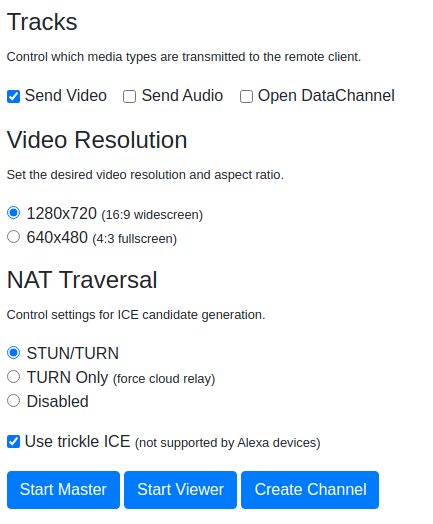 Tracks
Control which media types are transmitted to the remote client.
Send Video Send Audio Open DataChannel
Video Resolution
Set the desired video resolution and aspect ratio.
1280x720 (16:9 widescreen)
640x480 (4:3 fullscreen)
NAT Traversal
Control settings for ICE candidate generation.
STUN/TURN
TURN Only (force cloud relay)
Disabled
Use trickle ICE (not supported by Alexa devices)
Start Master Start Viewer Create Channel